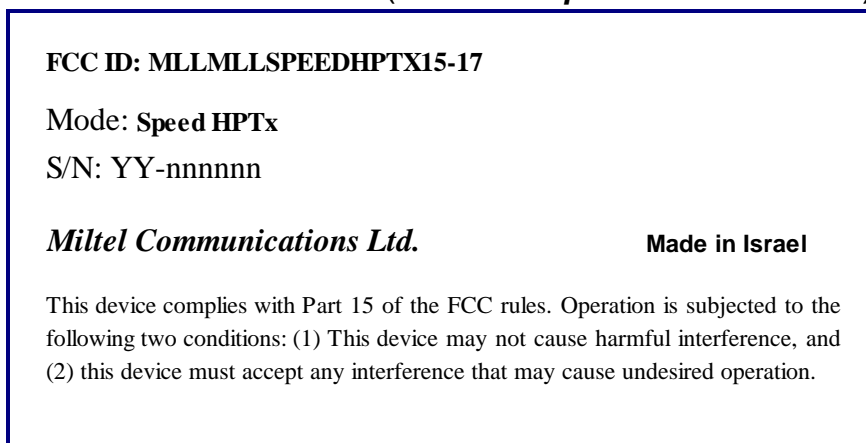 FCC ID: MLLMLLSPEEDHPTX15-17
Mode: Speed HPTx
S/N: YY-nnnnnn
Miltel Communications Ltd. Made in Israel
This device complies with Part 15 of the FCC rules. Operation is subjected to the
following two conditions: (1) This device may not cause harmful interference, and
(2) this device must accept any interference that may cause undesired operation.